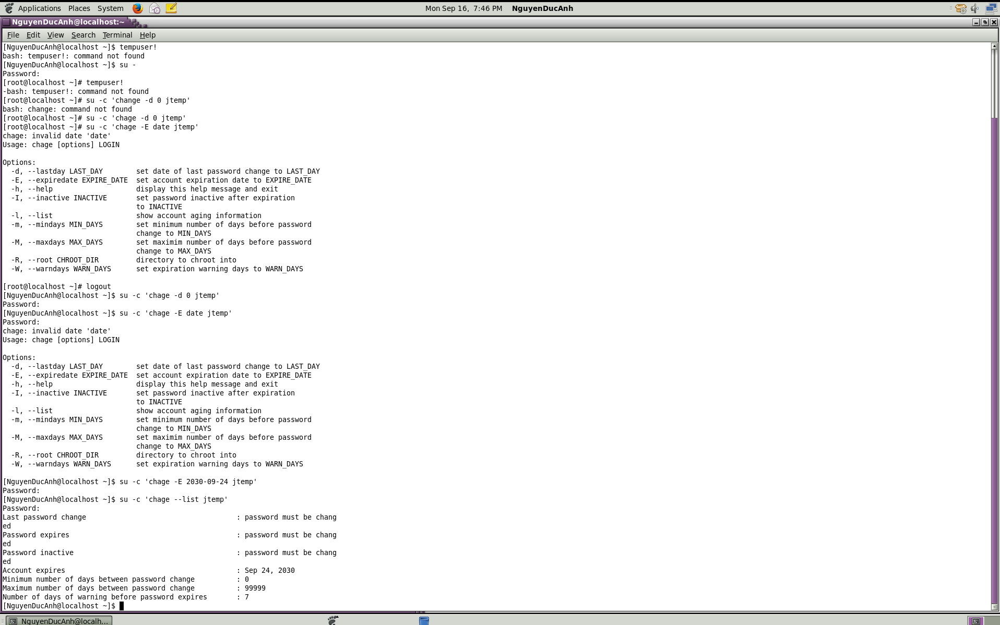 Applications Places System Mon Sep 16, 7:46 PM NguyenDucAnh
NguyenDucAnh@localhost:~
File Edit View Search Terminal Help
[NguyenDucAnh@localhost ~]$ tempuser!
bash: tempuser!: command not found
[NguyenDucAnh@localhost ~]$ su -
Password:
[root@localhost ~]# tempuser!
-bash: tempuser!: command not found
[root@localhost ~]# su -c 'change -d 0 jtemp'
bash: change: command not found
[root@localhost ~]# su -c 'chage -d 0 jtemp'
[root@localhost ~]# su -c 'chage -E date jtemp'
chage: invalid date 'date'
Usage: chage [options] LOGIN

Options:
  -d, --lastday LAST_DAY        set date of last password change to LAST_DAY
  -E, --expiredate EXPIRE_DATE  set account expiration date to EXPIRE_DATE
  -h, --help                    display this help message and exit
  -I, --inactive INACTIVE       set password inactive after expiration
                                to INACTIVE
  -l, --list                    show account aging information
  -m, --mindays MIN_DAYS        set minimum number of days before password
                                change to MIN_DAYS
  -M, --maxdays MAX_DAYS        set maximim number of days before password
                                change to MAX_DAYS
  -R, --root CHROOT_DIR         directory to chroot into
  -W, --warndays WARN_DAYS      set expiration warning days to WARN_DAYS

[root@localhost ~]# logout
[NguyenDucAnh@localhost ~]$ su -c 'chage -d 0 jtemp'
Password:
[NguyenDucAnh@localhost ~]$ su -c 'chage -E date jtemp'
Password:
chage: invalid date 'date'
Usage: chage [options] LOGIN

Options:
  -d, --lastday LAST_DAY        set date of last password change to LAST_DAY
  -E, --expiredate EXPIRE_DATE  set account expiration date to EXPIRE_DATE
  -h, --help                    display this help message and exit
  -I, --inactive INACTIVE       set password inactive after expiration
                                to INACTIVE
  -l, --list                    show account aging information
  -m, --mindays MIN_DAYS        set minimum number of days before password
                                change to MIN_DAYS
  -M, --maxdays MAX_DAYS        set maximim number of days before password
                                change to MAX_DAYS
  -R, --root CHROOT_DIR         directory to chroot into
  -W, --warndays WARN_DAYS      set expiration warning days to WARN_DAYS

[NguyenDucAnh@localhost ~]$ su -c 'chage -E 2030-09-24 jtemp'
Password:
[NguyenDucAnh@localhost ~]$ su -c 'chage --list jtemp'
Password:
Last password change                                    : password must be chang
ed
Password expires                                        : password must be chang
ed
Password inactive                                       : password must be chang
ed
Account expires                                         : Sep 24, 2030
Minimum number of days between password change          : 0
Maximum number of days between password change          : 99999
Number of days of warning before password expires       : 7
[NguyenDucAnh@localhost ~]$
NguyenDucAnh@localh...